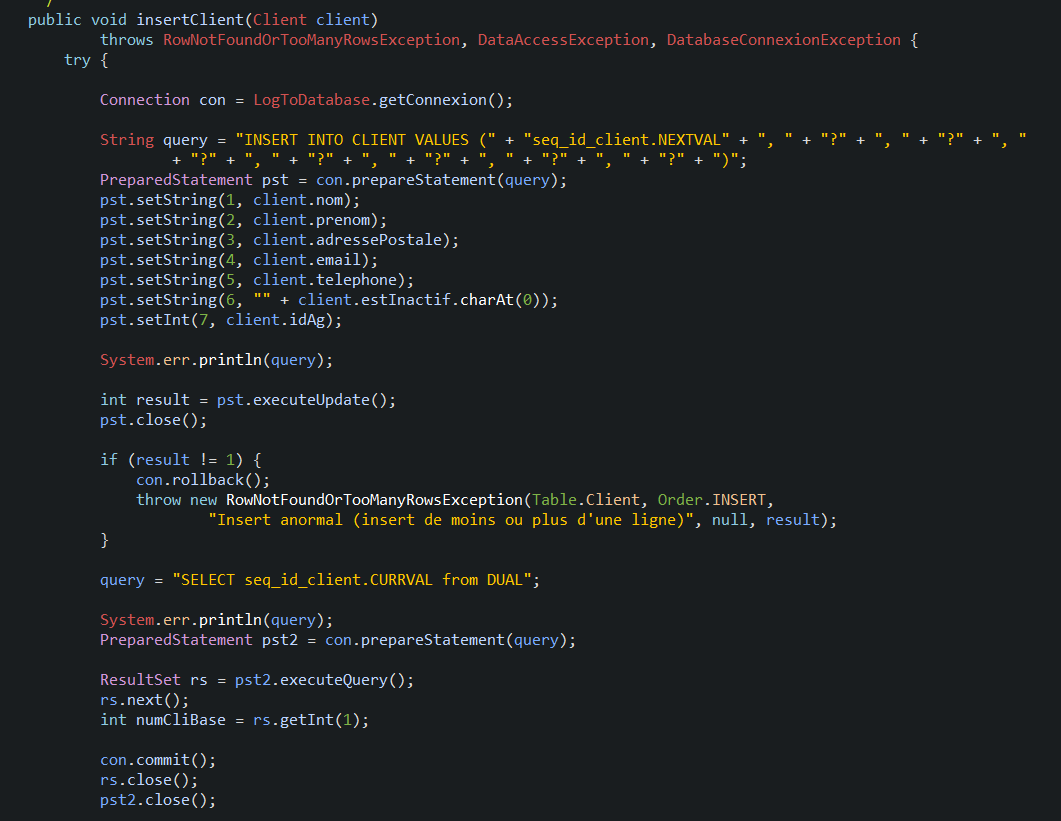 public void insertClient(Client client)
throws RowNotFoundOrTooManyRowsException, DataAccessException, DatabaseConnexionException {
try {
Connection con = LogToDatabase.getConnexion();
String query = "INSERT INTO CLIENT VALUES (" + "seq_id_client.NEXTVAL" + ", " + "?" + ", " + "?" + ", "
+ "?" + ", " + "?" + ", " + "?" + ", " + "?" + ", " + "?" + ")";
PreparedStatement pst = con.prepareStatement(query);
pst.setString(1, client.nom);
pst.setString(2, client.prenom);
pst.setString(3, client.adressePostale);
pst.setString(4, client.email);
pst.setString(5, client.telephone);
pst.setString(6, "" + client.estInactif.charAt(0));
pst.setInt(7, client.idAg);
System.err.println(query);
int result = pst.executeUpdate();
pst.close();
if (result != 1) {
con.rollback();
throw new RowNotFoundOrTooManyRowsException(Table.Client, Order.INSERT,
"Insert anormal (insert de moins ou plus d'une ligne)", null, result);
}
query = "SELECT seq_id_client.CURRVAL from DUAL";
System.err.println(query);
PreparedStatement pst2 = con.prepareStatement(query);
ResultSet rs = pst2.executeQuery();
rs.next();
int numCliBase = rs.getInt(1);
con.commit();
rs.close();
pst2.close();